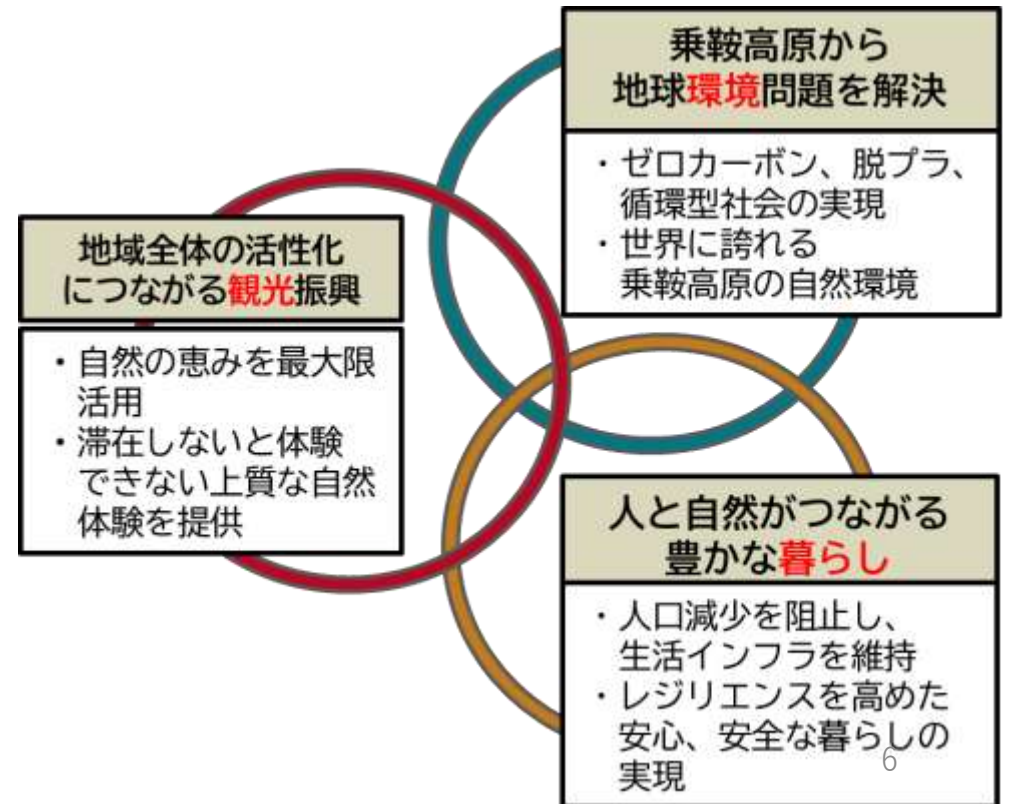 乗鞍高原から
地球環境問題を解決
・ゼロカーボン、脱プラ、
循環型社会の実現
・世界に誇れる
乗鞍高原の自然環境
地域全体の活性化
につながる観光振興
・自然の恵みを最大限
活用
・滞在しないと体験
できない上質な自然
体験を提供
人と自然がつながる
豊かな暮らし
・人口減少を阻止し、
生活インフラを維持
・レジリエンスを高めた
安心、安全な暮らしの
実現
6